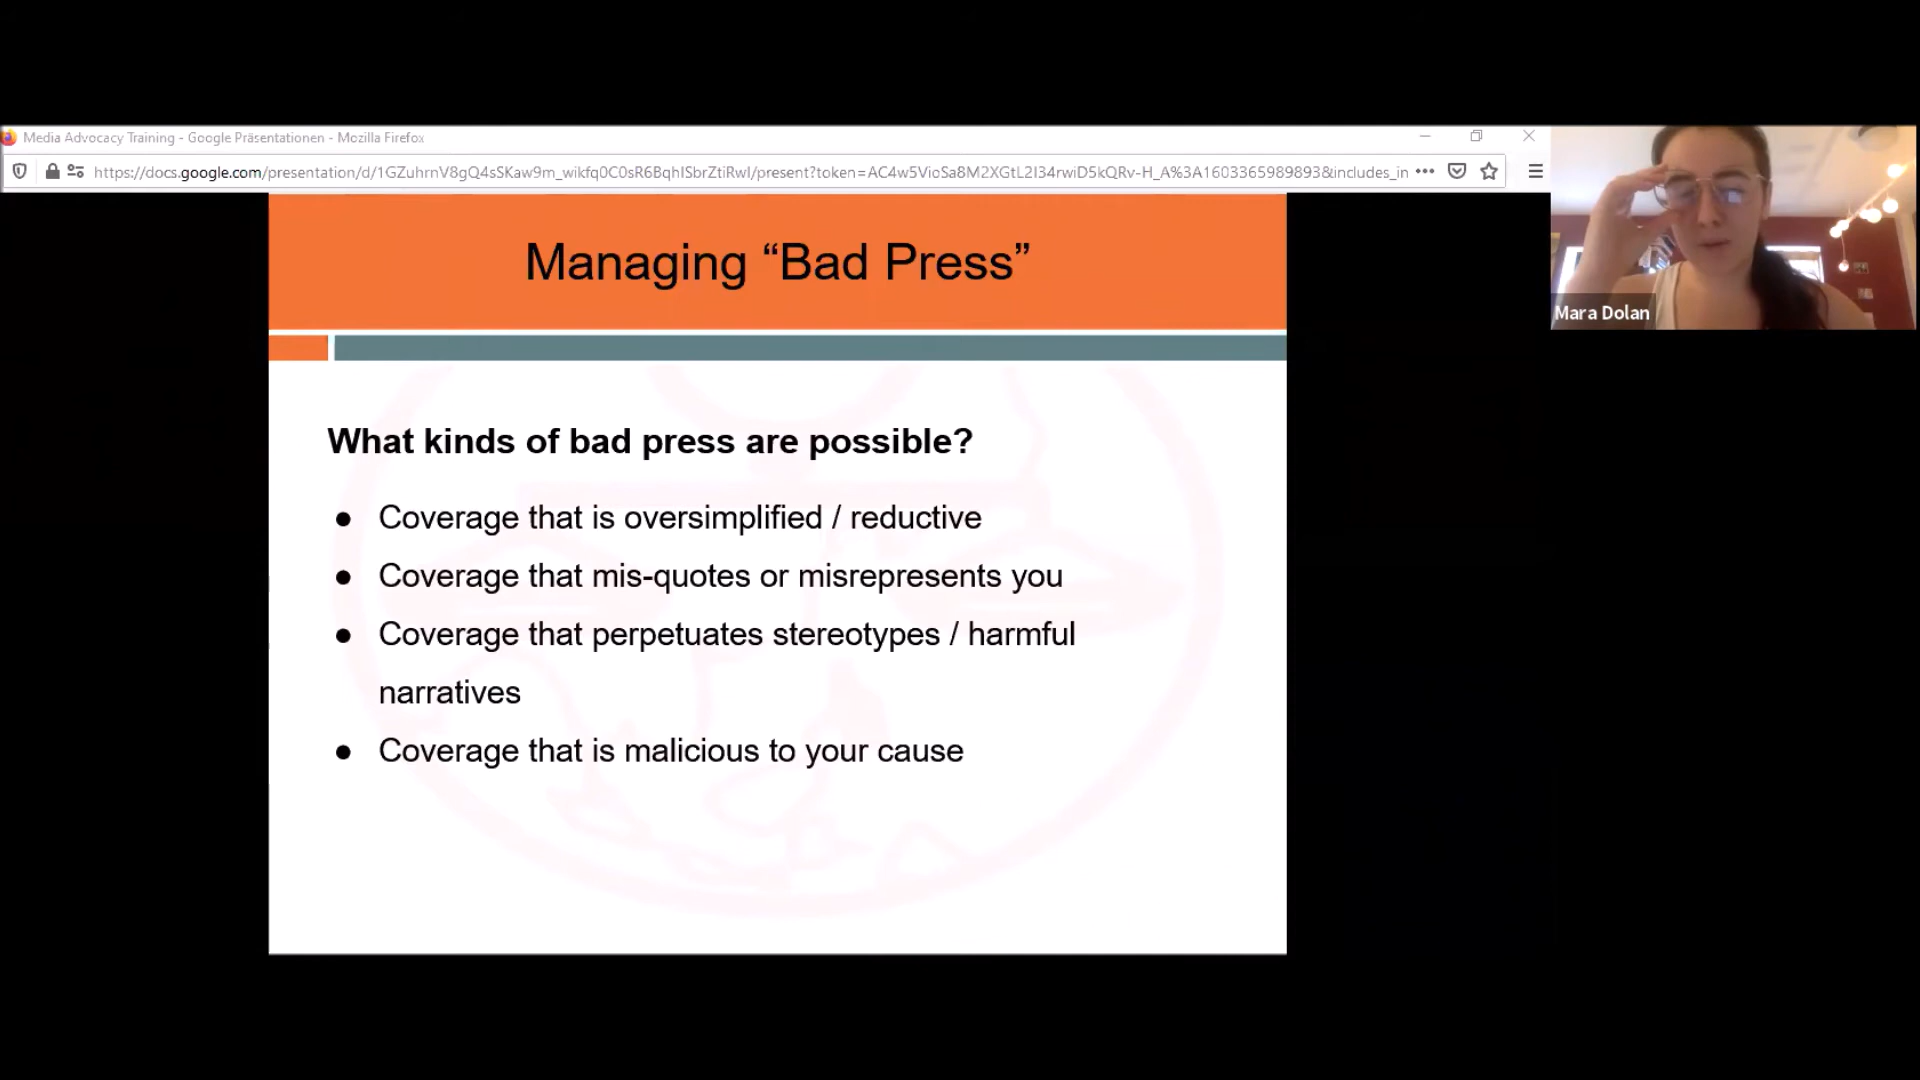 Media Advocacy Training - Google Präsentationen - Mozilla Firefox
https://docs.google.com/presentation/d/1GZuhrnV8gQ4sSKaw9m_wikfq0C0sR6BqhISbrZtiRwI/present?token=AC4w5VioSa8M2XGtL2I34rwiD5kQRv-H_A%3A1603365989893&includes_in
Managing “Bad Press”
Mara Dolan
What kinds of bad press are possible?
● Coverage that is oversimplified / reductive
● Coverage that mis-quotes or misrepresents you
● Coverage that perpetuates stereotypes / harmful
narratives
● Coverage that is malicious to your cause